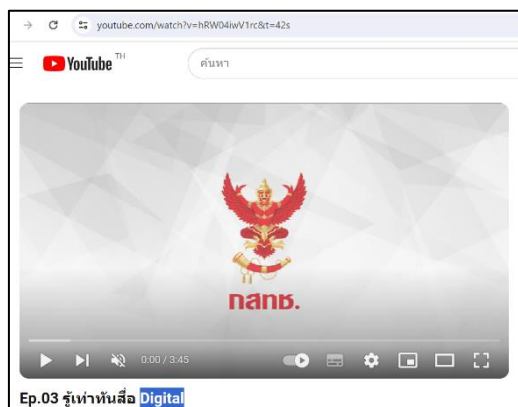 youtube.com/watch?v=hRW04iwV1rc&t=42s
YouTube TH
ค้นหา
กสทช.
0:00 / 3:45
Ep.03 รู้เท่าทันสื่อ Digital